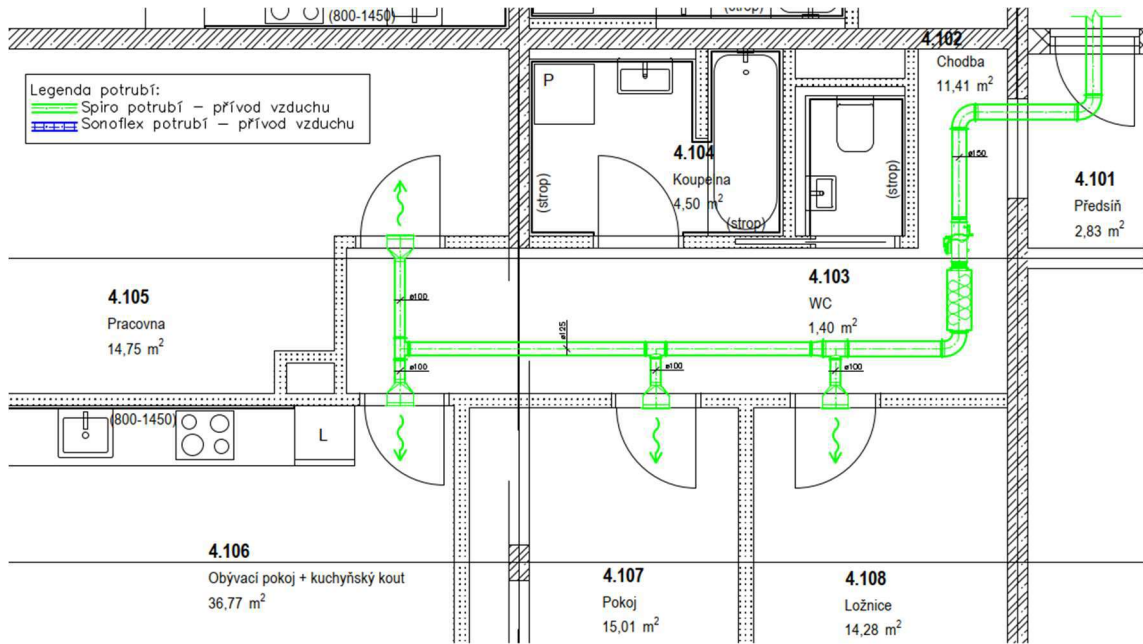 (800-1450)
(strop)
Legenda potrubí:
Spiro potrubí – přívod vzduchu
Sonoflex potrubí – přívod vzduchu
P
4.102
Chodba
11,41 m²
4.104
Koupelna
4,50 m²
(strop)
(strop)
(strop)
ø150
4.101
Předsíň
2,83 m²
4.105
Pracovna
14,75 m²
ø100
4.103
WC
1,40 m²
ø125
ø100
ø100
ø100
(800-1450)
L
4.106
Obývací pokoj + kuchyňský kout
36,77 m²
4.107
Pokoj
15,01 m²
4.108
Ložnice
14,28 m²